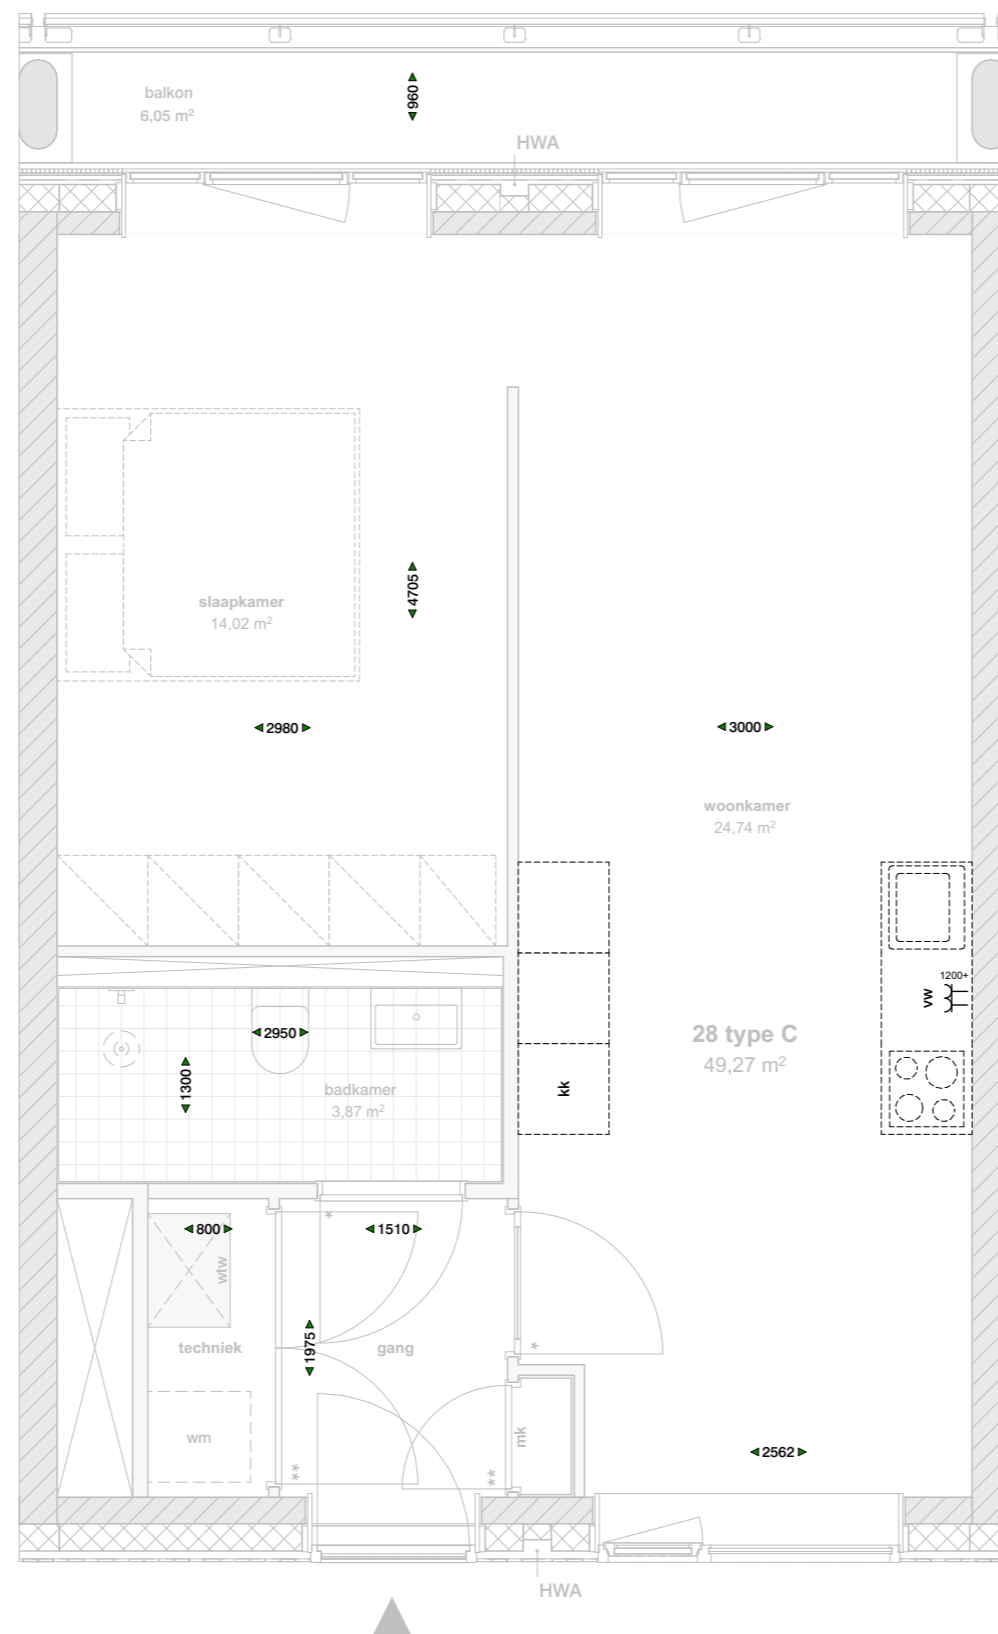 balkon
6,05 m²
960
HWA
slaapkamer
14,02 m²
4705
2980
3000
woonkamer
24,74 m²
1200+
vw
2950
1300
badkamer
3,87 m²
28 type C
49,27 m²
kk
800
wtw
*
1510
techniek
1975
gang
*
wm
**
**
mk
2562
HWA